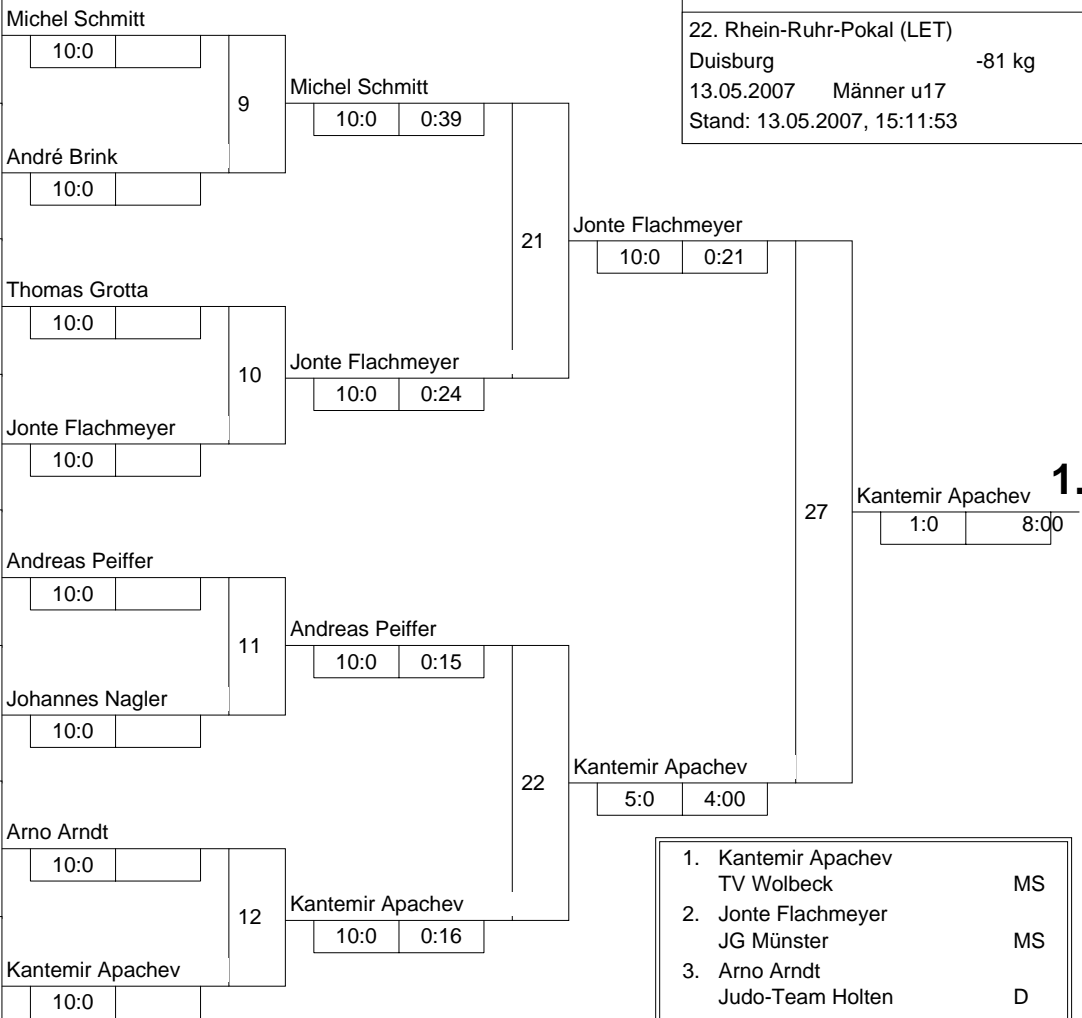 Michel Schmitt
10:0
9
André Brink
10:0
Thomas Grotta
10:0
10
Jonte Flachmeyer
10:0
Andreas Peiffer
10:0
11
Johannes Nagler
10:0
Arno Arndt
10:0
12
Kantemir Apachev
10:0
Michel Schmitt
10:0 0:39
21
Jonte Flachmeyer
10:0 0:24
Andreas Peiffer
10:0 0:15
22
Kantemir Apachev
10:0 0:16
Jonte Flachmeyer
10:0 0:21
27
Kantemir Apachev
5:0 4:00
Kantemir Apachev 1.
1:0 8:00
22. Rhein-Ruhr-Pokal (LET)
Duisburg -81 kg
13.05.2007 Männer u17
Stand: 13.05.2007, 15:11:53
1. Kantemir Apachev
TV Wolbeck MS
2. Jonte Flachmeyer
JG Münster MS
3. Arno Arndt
Judo-Team Holten D